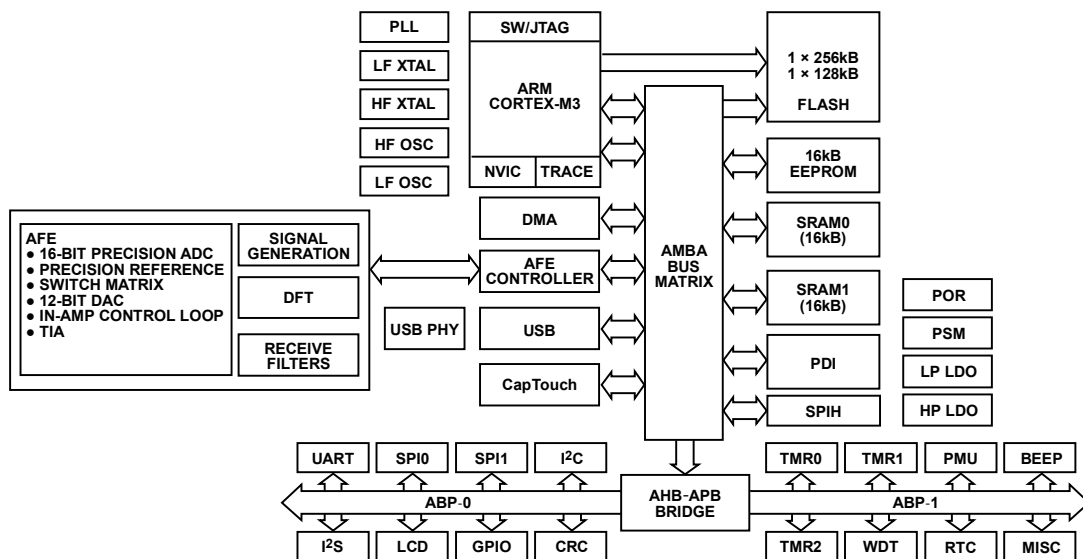 PLL
LF XTAL
HF XTAL
HF OSC
LF OSC
SW/JTAG
ARM
CORTEX-M3
NVIC
TRACE
1 × 256kB
1 × 128kB
FLASH
16kB
EEPROM
SRAM0
(16kB)
SRAM1
(16kB)
PDI
SPIH
AMBA
BUS
MATRIX
DMA
AFE
CONTROLLER
USB PHY
USB
CapTouch
AFE
● 16-BIT PRECISION ADC
● PRECISION REFERENCE
● SWITCH MATRIX
● 12-BIT DAC
● IN-AMP CONTROL LOOP
● TIA
SIGNAL
GENERATION
DFT
RECEIVE
FILTERS
POR
PSM
LP LDO
HP LDO
UART
SPI0
SPI1
I²C
ABP-0
I²S
LCD
GPIO
CRC
AHB-APB
BRIDGE
TMR0
TMR1
PMU
BEEP
ABP-1
TMR2
WDT
RTC
MISC